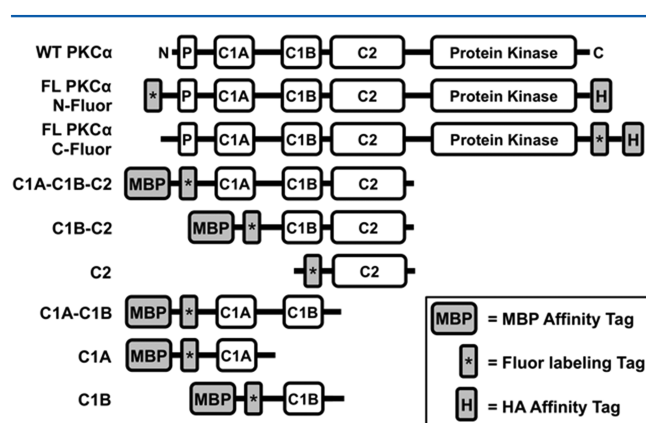 WT PKCα N P C1A C1B C2 Protein Kinase C
FL PKCα
N-Fluor * P C1A C1B C2 Protein Kinase H
FL PKCα
C-Fluor P C1A C1B C2 Protein Kinase * H
C1A-C1B-C2 MBP * C1A C1B C2
C1B-C2 MBP * C1B C2
C2 * C2
C1A-C1B MBP * C1A C1B
C1A MBP * C1A
C1B MBP * C1B
MBP = MBP Affinity Tag
* = Fluor labeling Tag
H = HA Affinity Tag